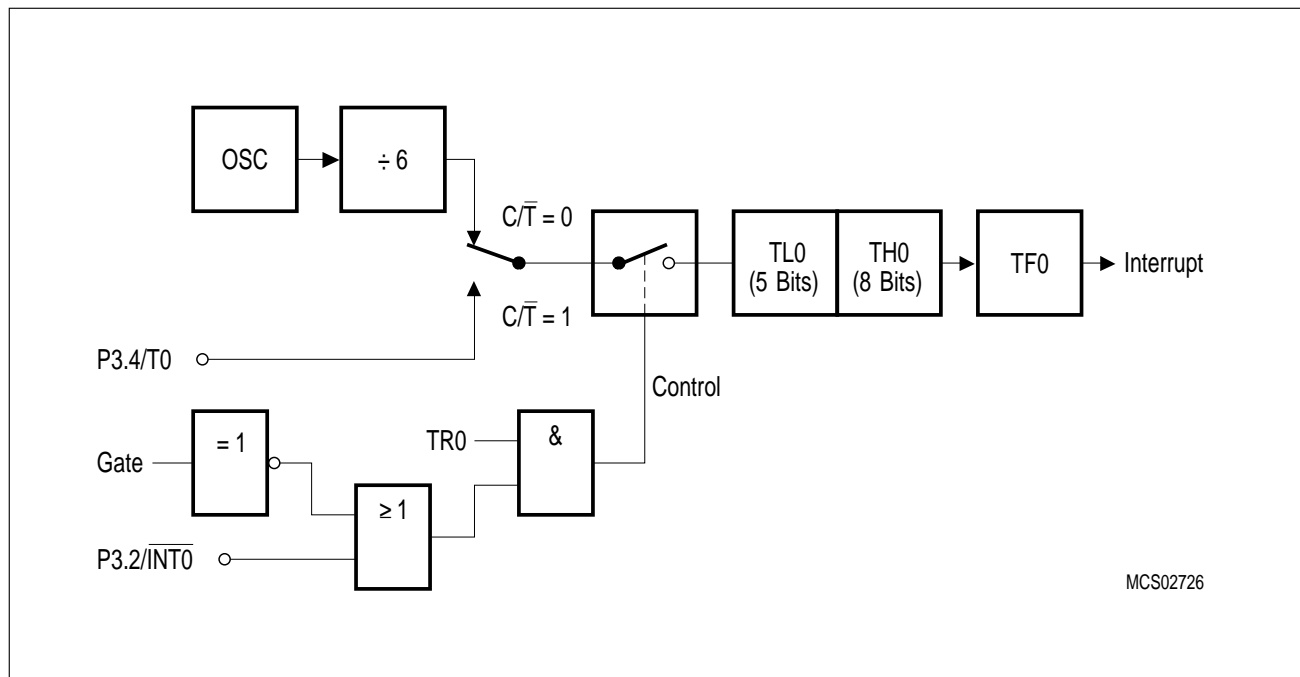 OSC
÷ 6
C/T̅ = 0
C/T̅ = 1
TL0
(5 Bits)
TH0
(8 Bits)
TF0
Interrupt
P3.4/T0
Control
Gate
= 1
TR0
&
≥ 1
P3.2/I̅N̅T̅0̅
MCS02726